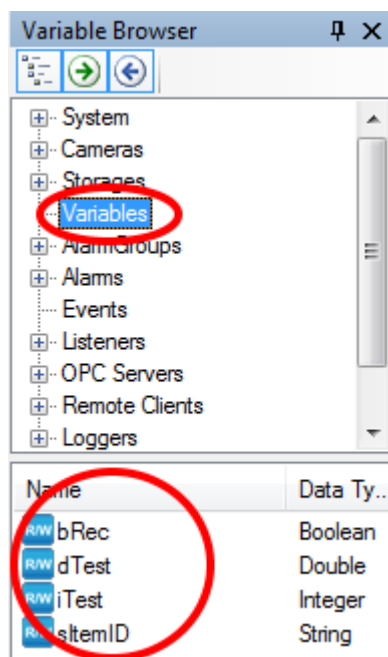 Variable Browser
System
Cameras
Storages
Variables
AlarmGroups
Alarms
Events
Listeners
OPC Servers
Remote Clients
Loggers
Name Data Ty..
R/W bRec Boolean
R/W dTest Double
R/W iTest Integer
R/W sItemID String